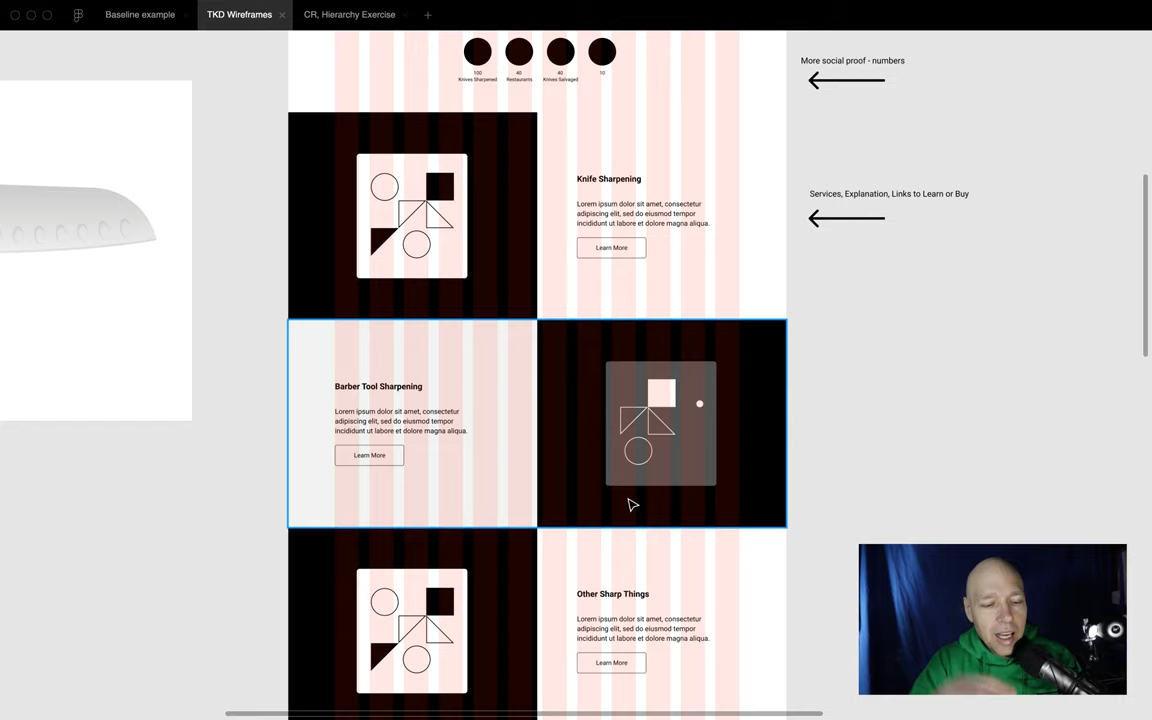 Baseline example
TKD Wireframes
CR, Hierarchy Exercise
100
Knives Sharpened
40
Restaurants
40
Knives Salvaged
10
More social proof - numbers
Knife Sharpening
Lorem ipsum dolor sit amet, consectetur
adipiscing elit, sed do eiusmod tempor
incididunt ut labore et dolore magna aliqua.
Learn More
Services, Explanation, Links to Learn or Buy
Barber Tool Sharpening
Lorem ipsum dolor sit amet, consectetur
adipiscing elit, sed do eiusmod tempor
incididunt ut labore et dolore magna aliqua.
Learn More
Other Sharp Things
Lorem ipsum dolor sit amet, consectetur
adipiscing elit, sed do eiusmod tempor
incididunt ut labore et dolore magna aliqua.
Learn More